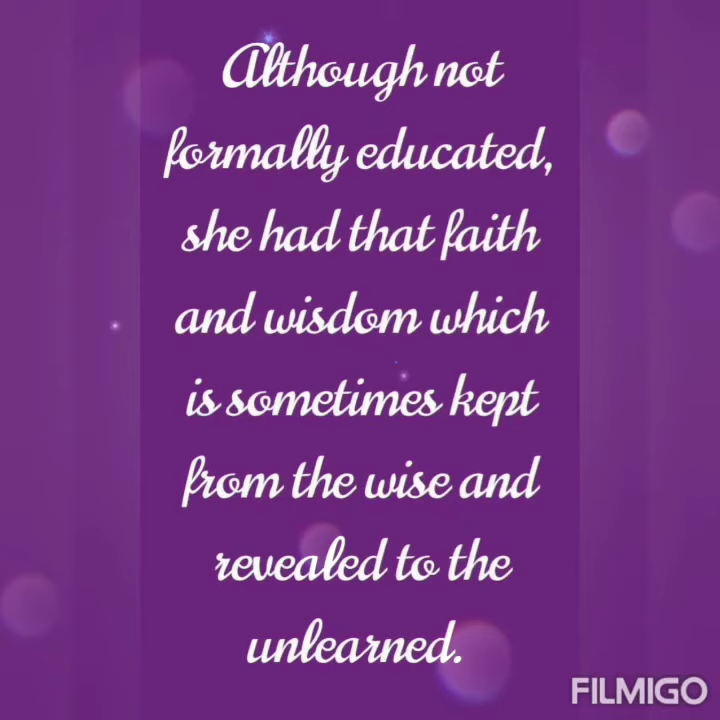 Although not
formally educated,
she had that faith
and wisdom which
is sometimes kept
from the wise and
revealed to the
unlearned.
FILMIGO